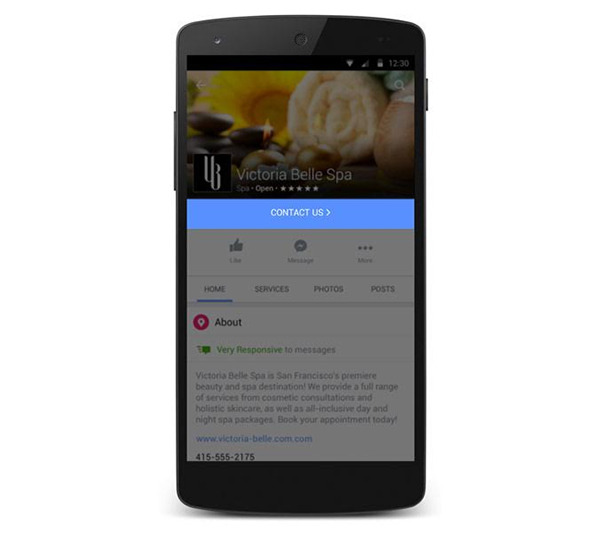 12:30
VB
Victoria Belle Spa
Spa • Open • ★★★★★
CONTACT US >
Like Message More
HOME SERVICES PHOTOS POSTS
About
Very Responsive to messages
Victoria Belle Spa is San Francisco's premiere
beauty and spa destination! We provide a full range
of services from cosmetic consultations and
holistic skincare, as well as all-inclusive day and
night spa packages. Book your appointment today!
www.victoria-belle.com.com
415-555-2175